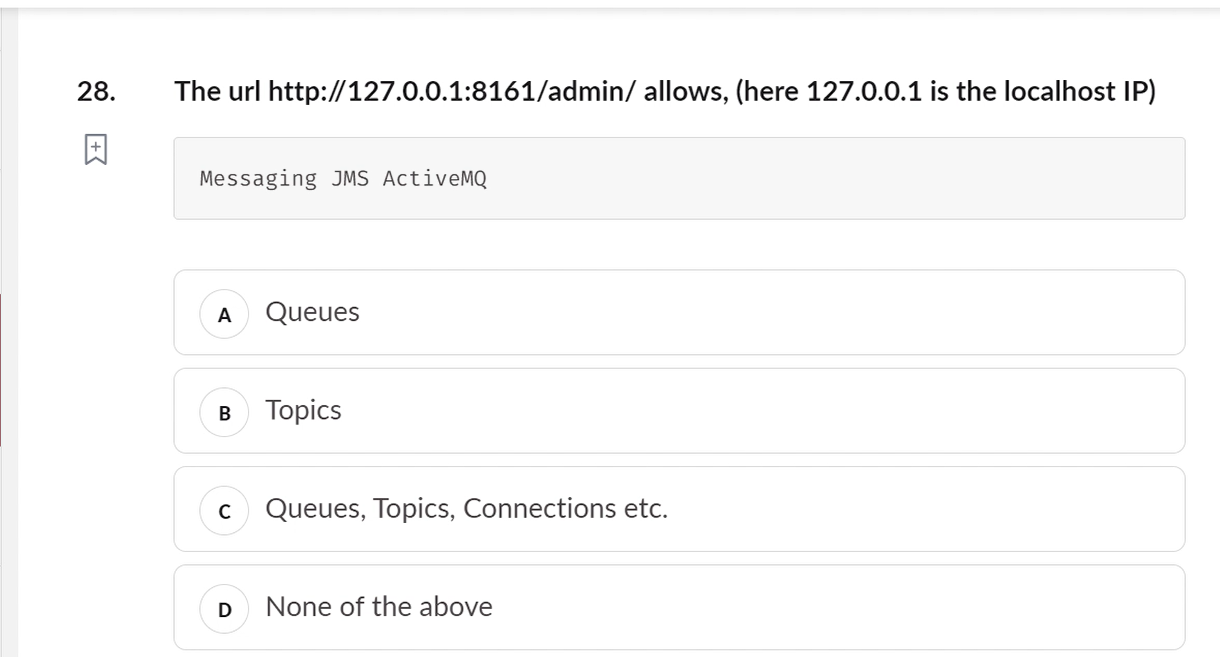 28. The url http://127.0.0.1:8161/admin/ allows, (here 127.0.0.1 is the localhost IP)
Messaging JMS ActiveMQ
A Queues
B Topics
C Queues, Topics, Connections etc.
D None of the above